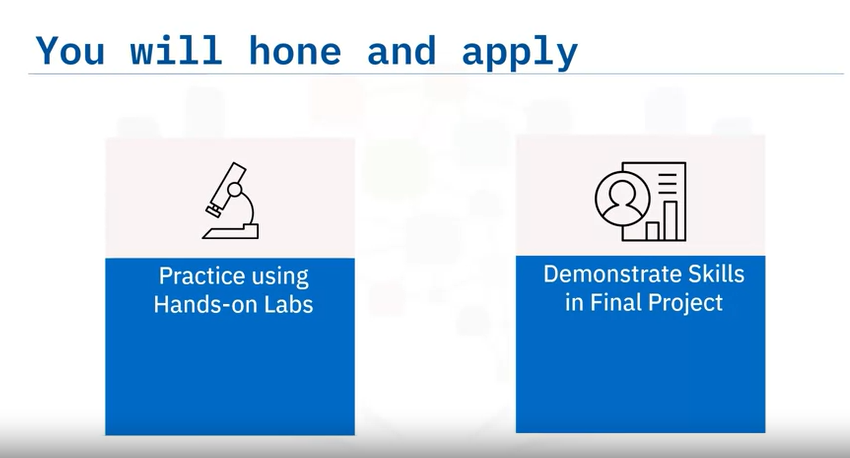 You will hone and apply
Practice using
Hands-on Labs
Demonstrate Skills
in Final Project